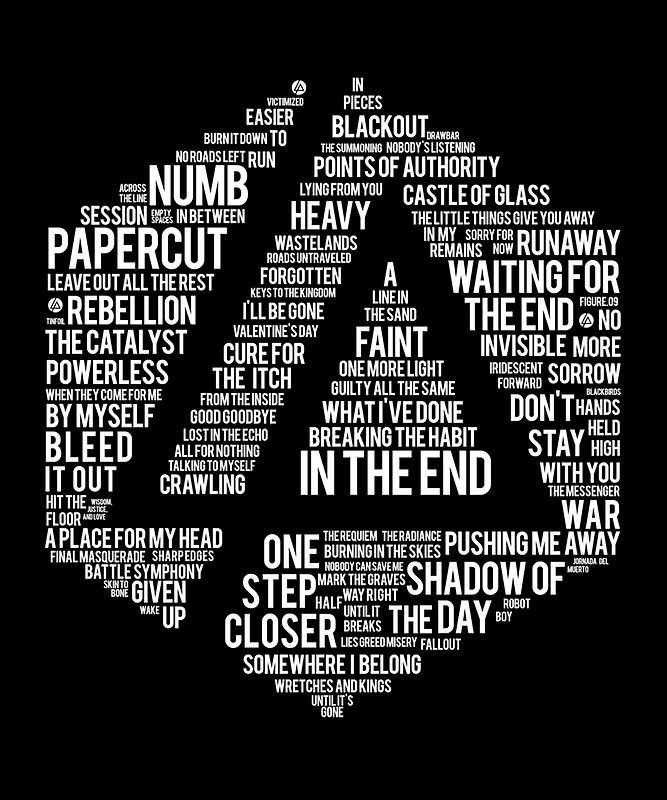 VICTIMIZED
EASIER
BURN IT DOWN TO
NO ROADS LEFT RUN
ACROSS
THE LINE
NUMB
SESSION
EMPTY
SPACES
IN BETWEEN
PAPERCUT
LEAVE OUT ALL THE REST
TINFOIL
REBELLION
THE CATALYST
POWERLESS
WHEN THEY COME FOR ME
BY MYSELF
BLEED
IT OUT
HIT THE
FLOOR
WISDOM,
JUSTICE,
AND LOVE
A PLACE FOR MY HEAD
FINAL MASQUERADE SHARP EDGES
BATTLE SYMPHONY
SKIN TO
BONE
GIVEN
WAKE UP
IN
PIECES
BLACKOUT
DRAWBAR
THE SUMMONING NOBODY'S LISTENING
POINTS OF AUTHORITY
LYING FROM YOU
CASTLE OF GLASS
HEAVY
THE LITTLE THINGS GIVE YOU AWAY
WASTELANDS
ROADS UNTRAVELED
FORGOTTEN
KEYS TO THE KINGDOM
I'LL BE GONE
VALENTINE'S DAY
CURE FOR
THE ITCH
FROM THE INSIDE
GOOD GOODBYE
LOST IN THE ECHO
ALL FOR NOTHING
TALKING TO MYSELF
CRAWLING
IN MY
REMAINS
SORRY FOR
NOW
RUNAWAY
WAITING FOR
THE END
FIGURE.09
NO
INVISIBLE MORE
IRIDESCENT
FORWARD
SORROW
BLACKBIRDS
DON'T
HANDS
HELD
HIGH
STAY
WITH YOU
THE MESSENGER
WAR
A
LINE IN
THE SAND
FAINT
ONE MORE LIGHT
GUILTY ALL THE SAME
WHAT I'VE DONE
BREAKING THE HABIT
IN THE END
THE REQUIEM THE RADIANCE
PUSHING ME AWAY
ONE
STEP
CLOSER
BURNING IN THE SKIES
NOBODY CAN SAVE ME
MARK THE GRAVES
SHADOW OF
THE DAY
JORNADA DEL
MUERTO
HALF
WAY RIGHT
UNTIL IT
BREAKS
ROBOT
BOY
LIES GREED MISERY FALLOUT
SOMEWHERE I BELONG
WRETCHES AND KINGS
UNTIL IT'S
GONE